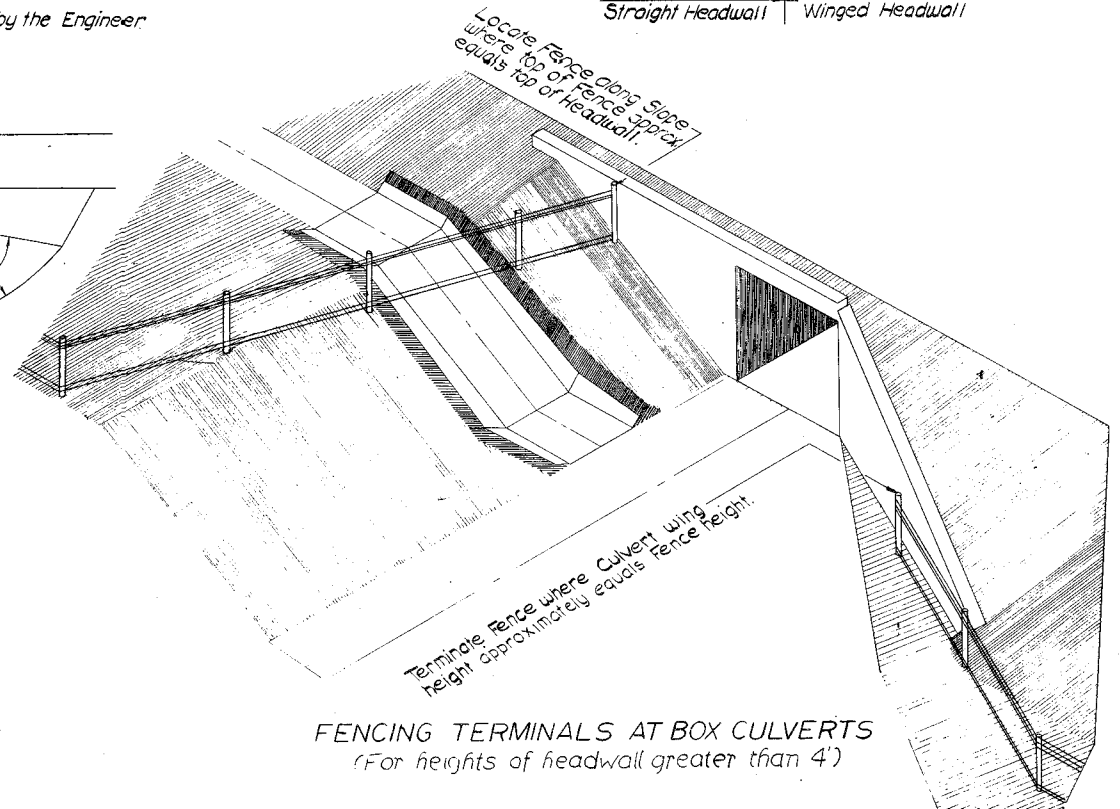 by the Engineer.
Straight Headwall | Winged Headwall
Locate Fence along Slope
where top of Fence approx.
equals top of Headwall.
Terminate Fence where Culvert wing
height approximately equals Fence height.
FENCING TERMINALS AT BOX CULVERTS
(For heights of headwall greater than 4')